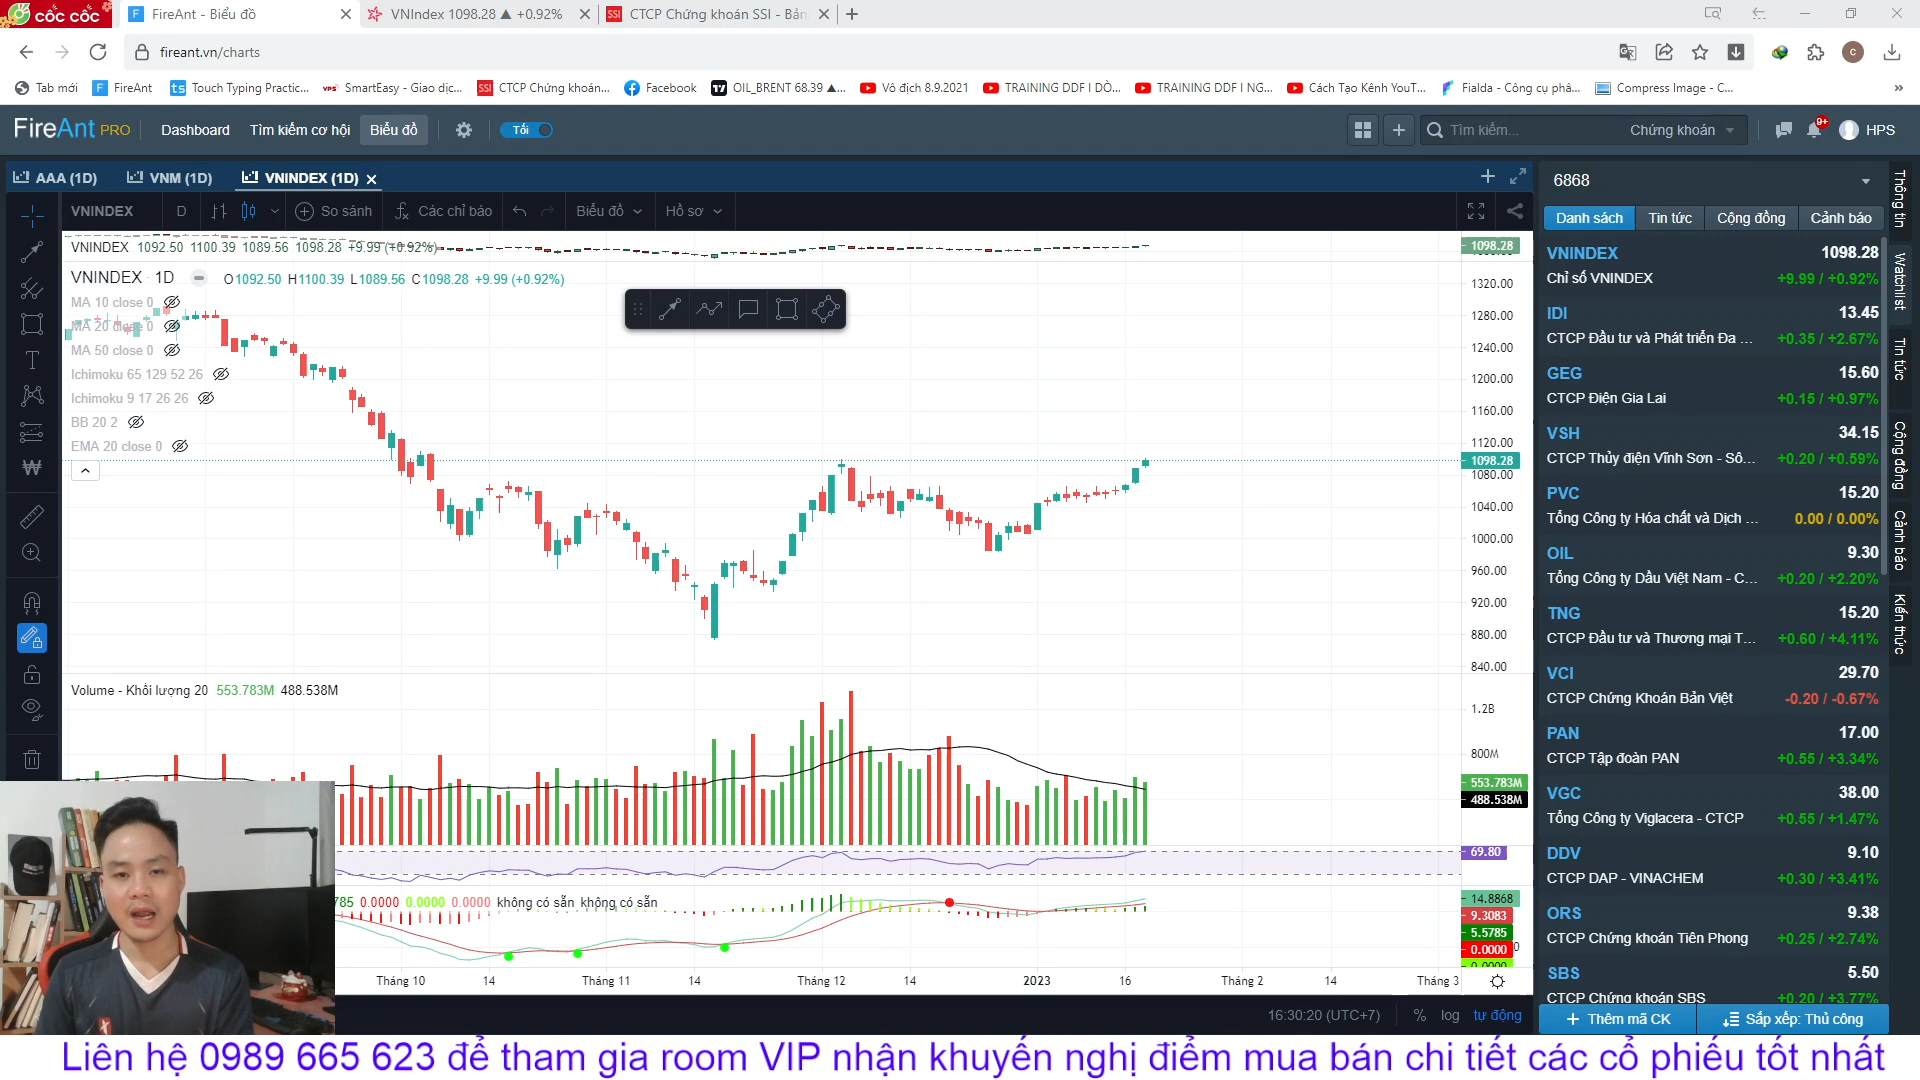 cốc cốc
FireAnt - Biểu đồ
VNIndex 1098.28 ▲ +0.92%
SSI CTCP Chứng khoán SSI - Bản
fireant.vn/charts
Tab mới
FireAnt
ts Touch Typing Practic...
VPS SmartEasy - Giao dịc...
SSI CTCP Chứng khoán...
Facebook
OIL_BRENT 68.39 ▲...
Vô địch 8.9.2021
TRAINING DDF I DÒ...
TRAINING DDF I NG...
Cách Tạo Kênh YouT...
Fialda - Công cụ phâ...
Compress Image - C...
FireAnt PRO
Dashboard
Tìm kiếm cơ hội
Biểu đồ
Tối
Tìm kiếm...
Chứng khoán
9+
HPS
AAA (1D)
VNM (1D)
VNINDEX (1D)
VNINDEX
D
So sánh
Các chỉ báo
Biểu đồ
Hồ sơ
VNINDEX 1092.50 1100.39 1089.56 1098.28 +9.99 (+0.92%)
1098.28
VNINDEX · 1D
O1092.50 H1100.39 L1089.56 C1098.28 +9.99 (+0.92%)
MA 10 close 0
MA 20 close 0
MA 50 close 0
Ichimoku 65 129 52 26
Ichimoku 9 17 26 26
BB 20 2
EMA 20 close 0
1320.00
1280.00
1240.00
1200.00
1160.00
1120.00
1098.28
1080.00
1040.00
1000.00
960.00
920.00
880.00
840.00
Volume - Khối lượng 20 553.783M 488.538M
1.2B
800M
553.783M
488.538M
69.80
785 0.0000 0.0000 0.0000 không có sẵn không có sẵn
14.8868
9.3083
5.5785
0.0000
0.0000
Tháng 10
14
Tháng 11
14
Tháng 12
14
2023
16
Tháng 2
14
Tháng 3
16:30:20 (UTC+7)
%
log
tự động
6868
Danh sách
Tin tức
Cộng đồng
Cảnh báo
VNINDEX 1098.28
Chỉ số VNINDEX +9.99 / +0.92%
IDI 13.45
CTCP Đầu tư và Phát triển Đa ... +0.35 / +2.67%
GEG 15.60
CTCP Điện Gia Lai +0.15 / +0.97%
VSH 34.15
CTCP Thủy điện Vĩnh Sơn - Sô... +0.20 / +0.59%
PVC 15.20
Tổng Công ty Hóa chất và Dịch ... 0.00 / 0.00%
OIL 9.30
Tổng Công ty Dầu Việt Nam - C... +0.20 / +2.20%
TNG 15.20
CTCP Đầu tư và Thương mại T... +0.60 / +4.11%
VCI 29.70
CTCP Chứng Khoán Bản Việt -0.20 / -0.67%
PAN 17.00
CTCP Tập đoàn PAN +0.55 / +3.34%
VGC 38.00
Tổng Công ty Viglacera - CTCP +0.55 / +1.47%
DDV 9.10
CTCP DAP - VINACHEM +0.30 / +3.41%
ORS 9.38
CTCP Chứng khoán Tiên Phong +0.25 / +2.74%
SBS 5.50
CTCP Chứng khoán SBS +0.20 / +3.77%
Thêm mã CK
Sắp xếp: Thủ công
Thông tin
Watchlist
Tin tức
Cộng đồng
Cảnh báo
Kiến thức
Liên hệ 0989 665 623 để tham gia room VIP nhận khuyến nghị điểm mua bán chi tiết các cổ phiếu tốt nhất